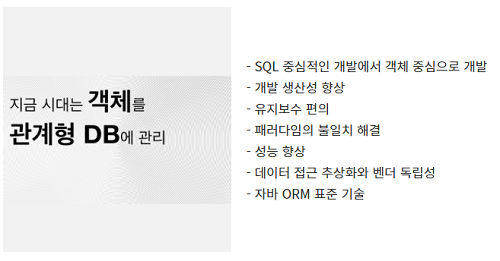 지금 시대는 객체를
관계형 DB에 관리
- SQL 중심적인 개발에서 객체 중심으로 개발
- 개발 생산성 향상
- 유지보수 편의
- 패러다임의 불일치 해결
- 성능 향상
- 데이터 접근 추상화와 벤더 독립성
- 자바 ORM 표준 기술